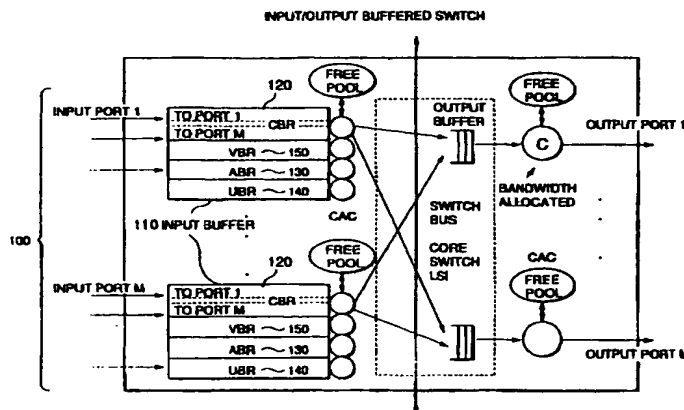 INPUT/OUTPUT BUFFERED SWITCH
120
FREE POOL
INPUT PORT 1
TO PORT 1
CBR
TO PORT M
VBR ~ 150
ABR ~ 130
UBR ~ 140
CAC
110 INPUT BUFFER
100
OUTPUT BUFFER
FREE POOL
C
OUTPUT PORT 1
BANDWIDTH ALLOCATED
SWITCH BUS
CORE SWITCH LSI
120
FREE POOL
INPUT PORT M
TO PORT 1
CBR
TO PORT M
VBR ~ 150
ABR ~ 130
UBR ~ 140
CAC
FREE POOL
OUTPUT PORT M